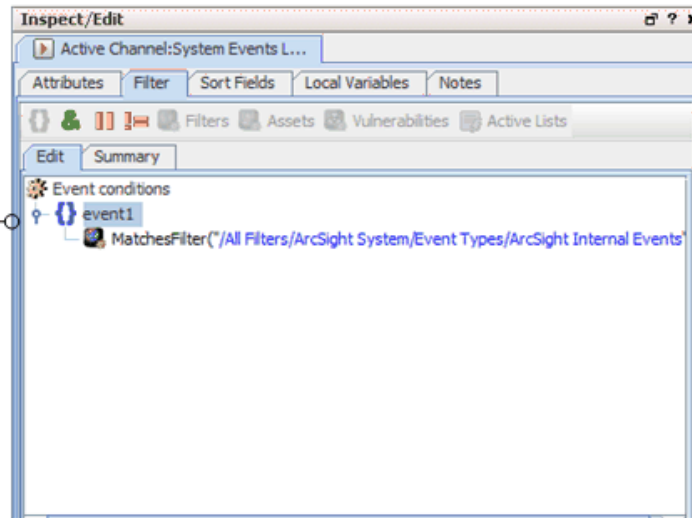 Inspect/Edit
Active Channel:System Events L...
Attributes Filter Sort Fields Local Variables Notes
Filters Assets Vulnerabilities Active Lists
Edit Summary
Event conditions
event1
MatchesFilter("/All Filters/ArcSight System/Event Types/ArcSight Internal Events"